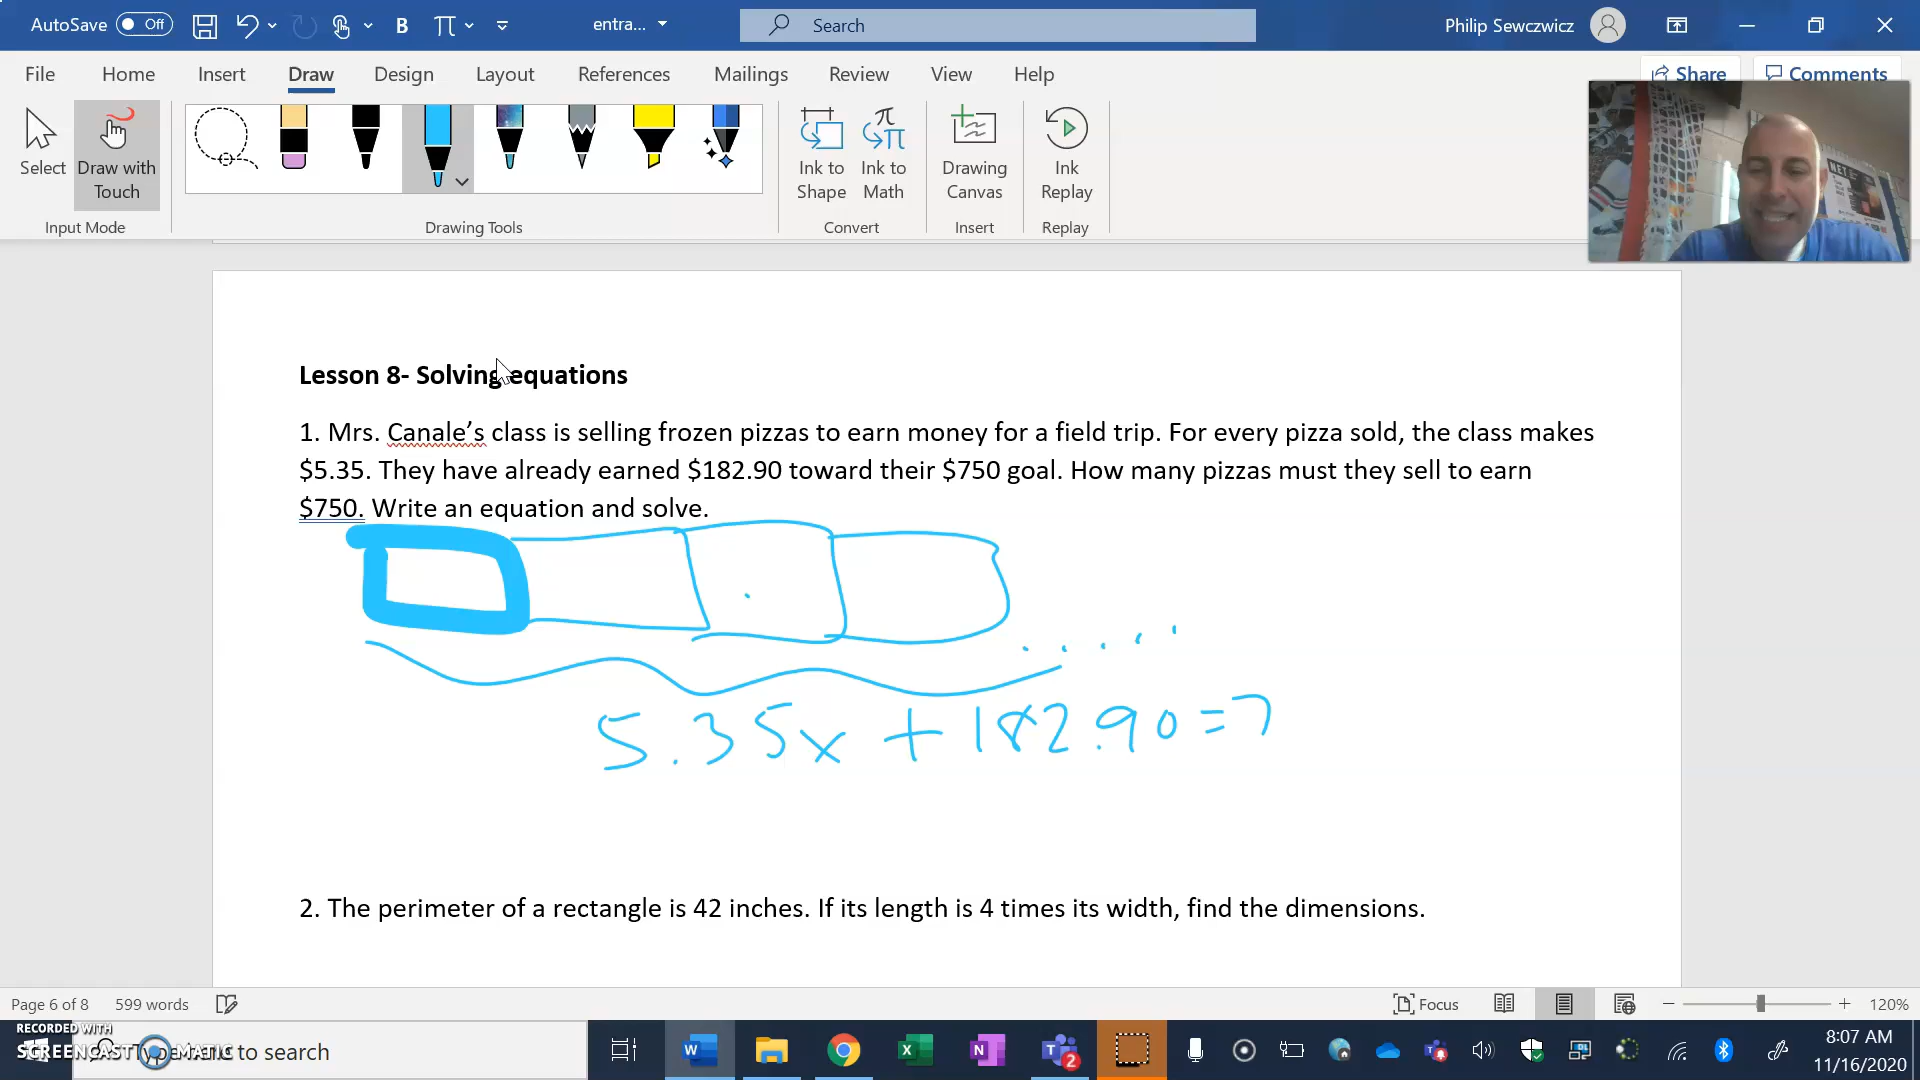 AutoSave Off B π entra... Search Philip Sewczwicz
File Home Insert Draw Design Layout References Mailings Review View Help Share Comments
Select Draw with Touch Ink to Shape Ink to Math Drawing Canvas Ink Replay
Input Mode Drawing Tools Convert Insert Replay
NET
Lesson 8- Solving equations
1. Mrs. Canale’s class is selling frozen pizzas to earn money for a field trip. For every pizza sold, the class makes
$5.35. They have already earned $182.90 toward their $750 goal. How many pizzas must they sell to earn
$750. Write an equation and solve.
5.35x + 182.90=7
2. The perimeter of a rectangle is 42 inches. If its length is 4 times its width, find the dimensions.
Page 6 of 8 599 words Focus 120%
RECORDED WITH
SCREENCAST MATIC
to search
2
8:07 AM
11/16/2020